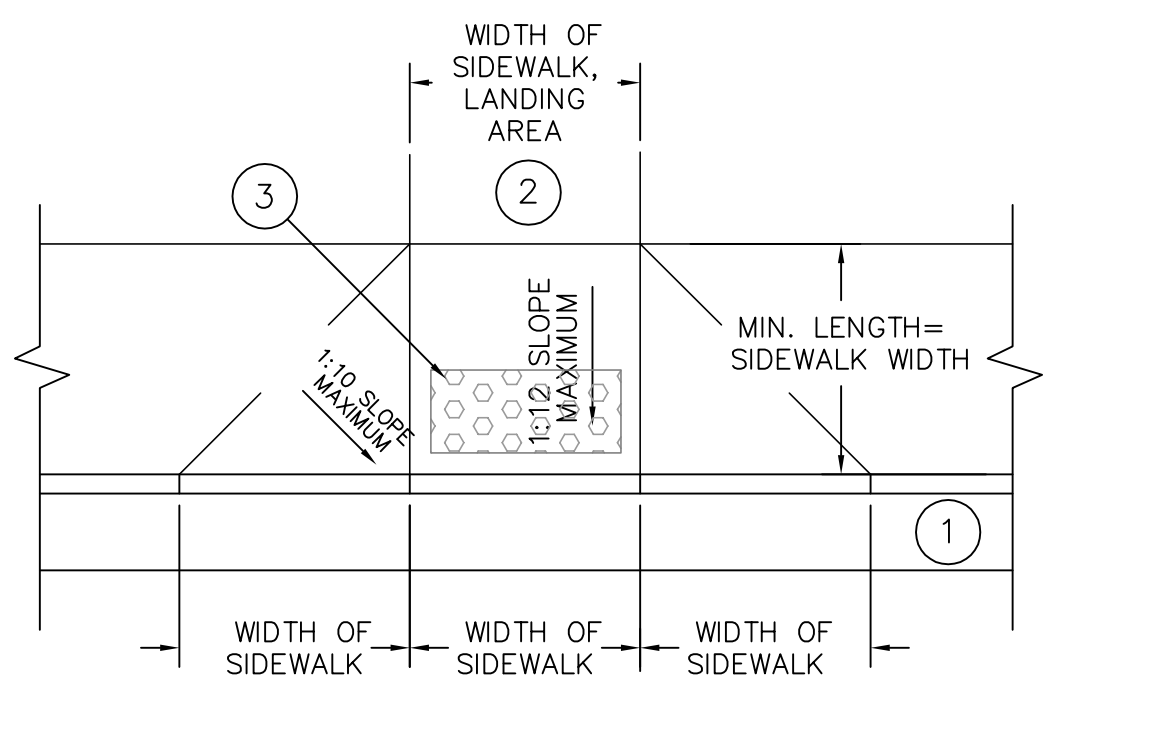 WIDTH OF
SIDEWALK,
LANDING
AREA
3
2
1:12 SLOPE
MAXIMUM
MIN. LENGTH=
SIDEWALK WIDTH
1:10 SLOPE
MAXIMUM
1
WIDTH OF
SIDEWALK
WIDTH OF
SIDEWALK
WIDTH OF
SIDEWALK